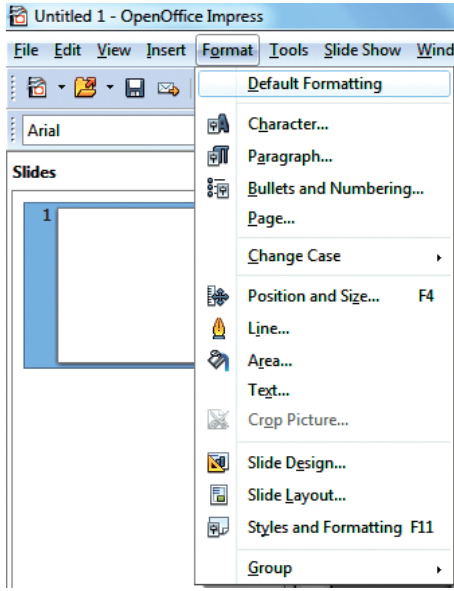 Untitled 1 - OpenOffice Impress
File Edit View Insert Format Tools Slide Show Wind
Default Formatting
Arial
Character...
Paragraph...
Slides
Bullets and Numbering...
1
Page...
Change Case
Position and Size... F4
Line...
Area...
Text...
Crop Picture...
Slide Design...
Slide Layout...
Styles and Formatting F11
Group